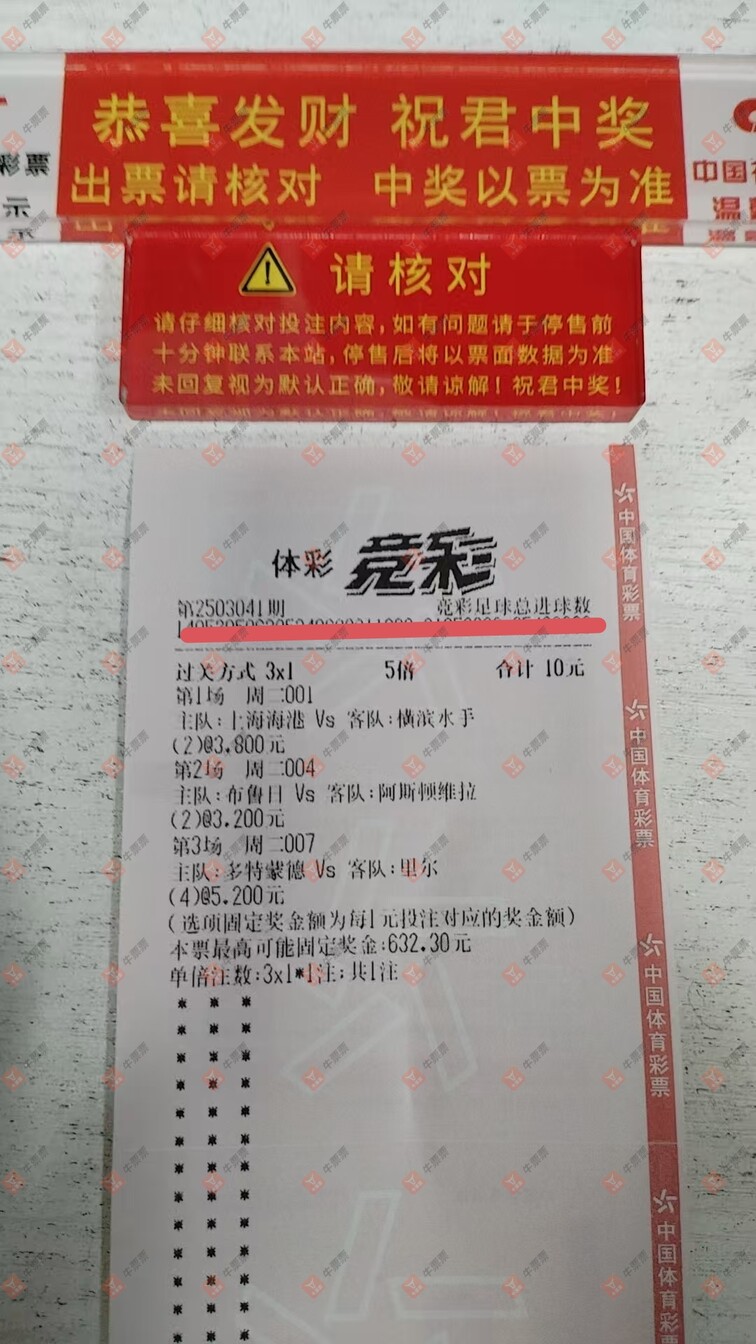 恭喜发财 祝君中奖
出票请核对 中奖以票为准
彩票
示
中国
温
请核对
请仔细核对投注内容,如有问题请于停售前
十分钟联系本站,停售后将以票面数据为准
未回复视为默认正确,敬请谅解!祝君中奖!
体彩 竞彩
第2503041期 竞彩足球总进球数
过关方式 3x1 5倍 合计 10元
第1场 周二001
主队:上海海港 Vs 客队:横滨水手
(2)@3.800元
第2场 周二004
主队:布鲁日 Vs 客队:阿斯顿维拉
(2)@3.200元
第3场 周二007
主队:多特蒙德 Vs 客队:里尔
(4)@5.200元
(选项固定奖金额为每1元投注对应的奖金额)
本票最高可能固定奖金:632.30元
单倍注数:3x1*1注;共1注
中国体育彩票
中国体育彩票
中国体育彩票
中国体育彩票
牛票票